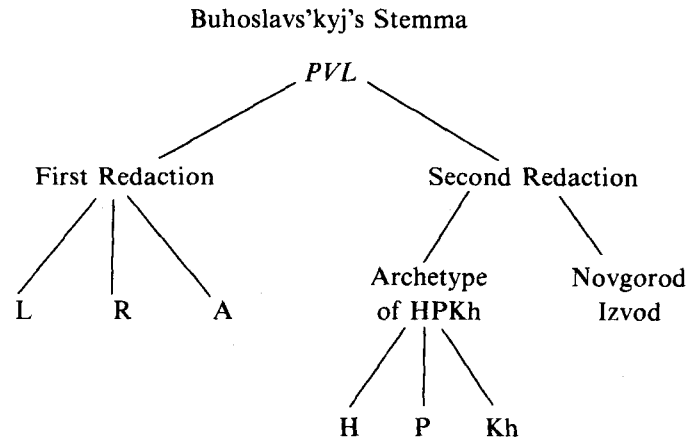 Buhoslavs'kyj's Stemma
PVL
First Redaction
Second Redaction
L
R
A
Archetype
of HPKh
Novgorod
Izvod
H
P
Kh